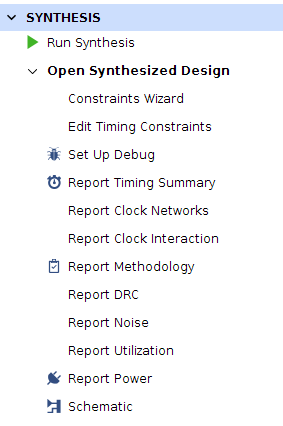 SYNTHESIS
Run Synthesis
Open Synthesized Design
Constraints Wizard
Edit Timing Constraints
Set Up Debug
Report Timing Summary
Report Clock Networks
Report Clock Interaction
Report Methodology
Report DRC
Report Noise
Report Utilization
Report Power
Schematic